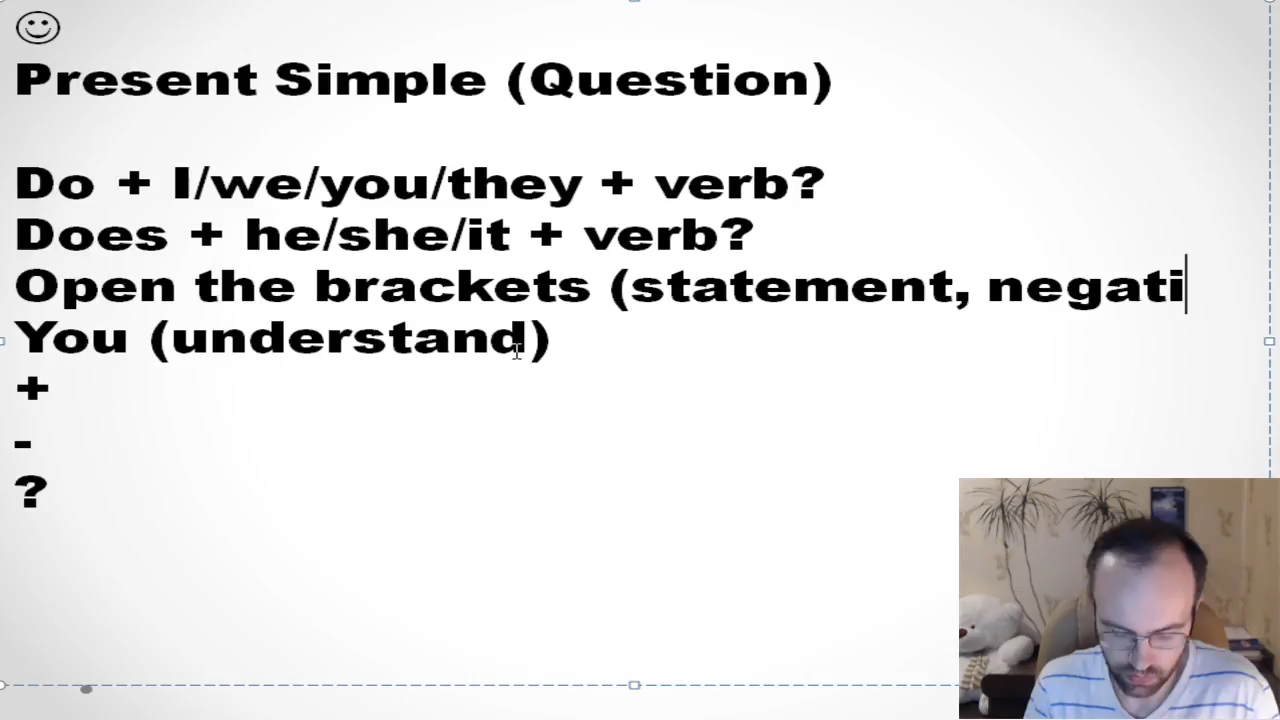 Present Simple (Question)
Do + I/we/you/they + verb?
Does + he/she/it + verb?
Open the brackets (statement, negati
You (understand)
+
-
?